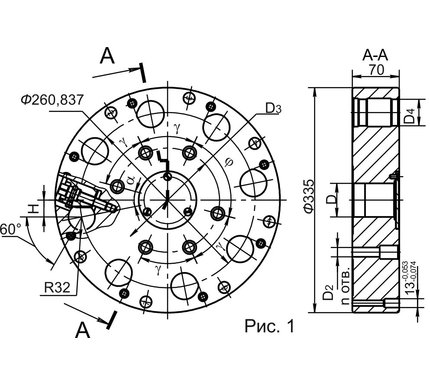 A
A-A
70
Ф260,837
D3
D4
γ
γ
φ
α
Ф335
H
D
60°
γ
γ
R32
D2
n отв.
13-0.053
-0.074
A
Рис. 1